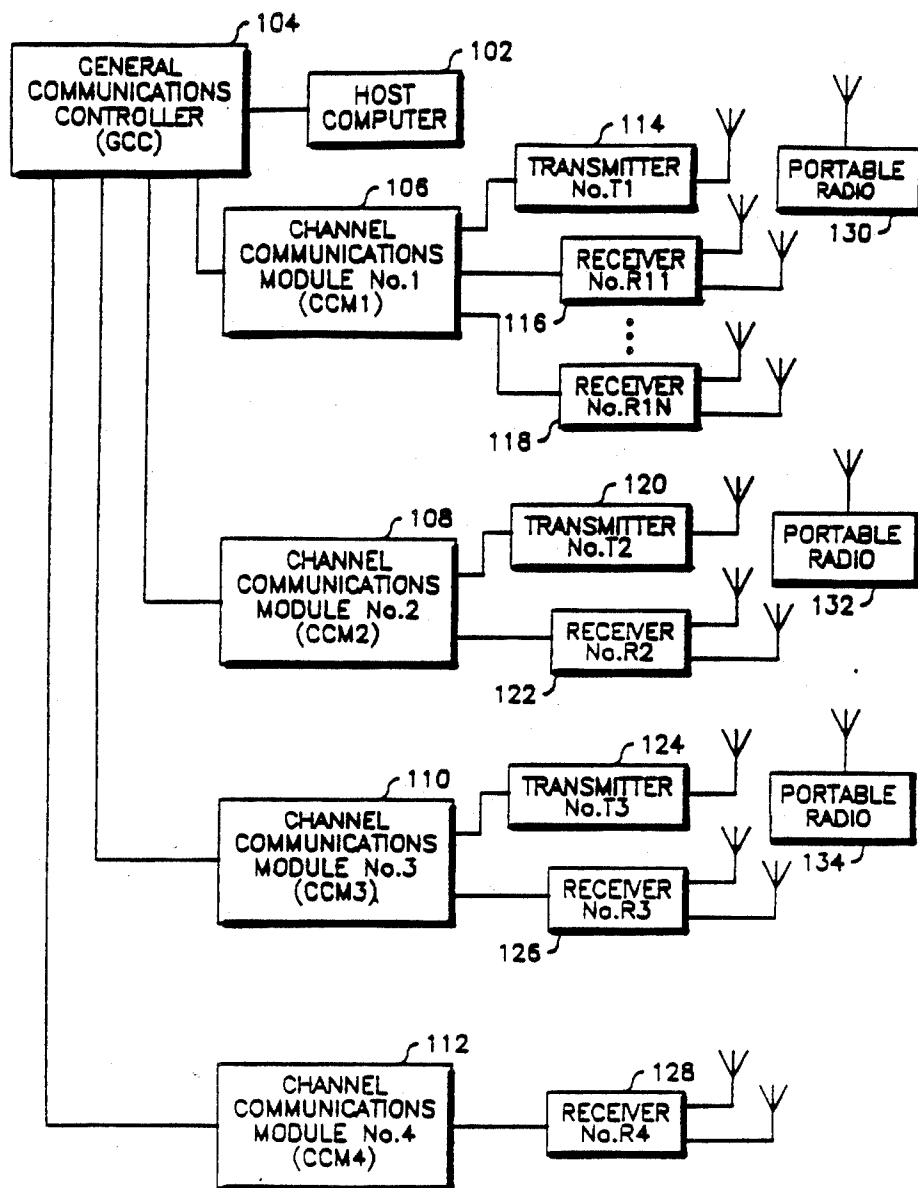 104
GENERAL
COMMUNICATIONS
CONTROLLER
(GCC)
102
HOST
COMPUTER
114
TRANSMITTER
No.T1
PORTABLE
RADIO
130
106
CHANNEL
COMMUNICATIONS
MODULE No.1
(CCM1)
RECEIVER
No.R11
116
RECEIVER
No.R1N
118
120
TRANSMITTER
No.T2
PORTABLE
RADIO
132
108
CHANNEL
COMMUNICATIONS
MODULE No.2
(CCM2)
RECEIVER
No.R2
122
124
TRANSMITTER
No.T3
PORTABLE
RADIO
134
110
CHANNEL
COMMUNICATIONS
MODULE No.3
(CCM3)
RECEIVER
No.R3
126
112
CHANNEL
COMMUNICATIONS
MODULE No.4
(CCM4)
128
RECEIVER
No.R4